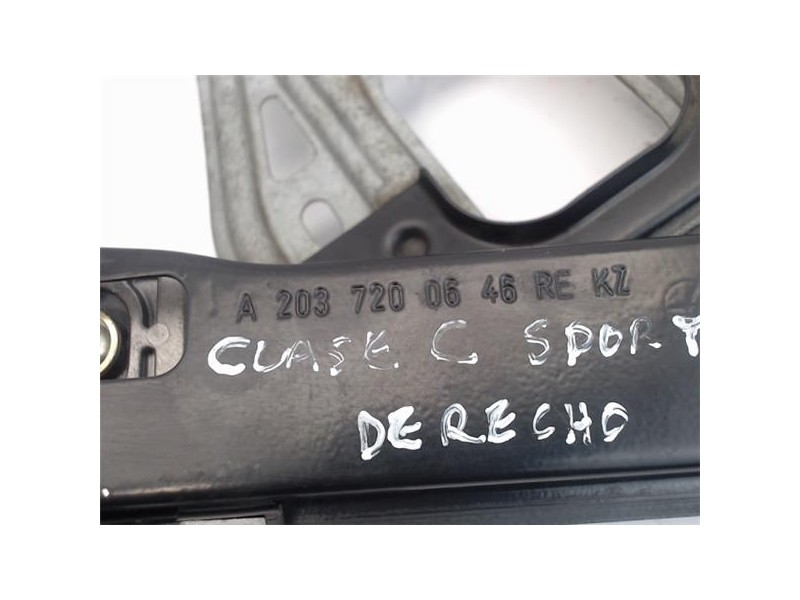 A 203 720 06 46 RE KZ
CLASE C SPORT
DERECHO